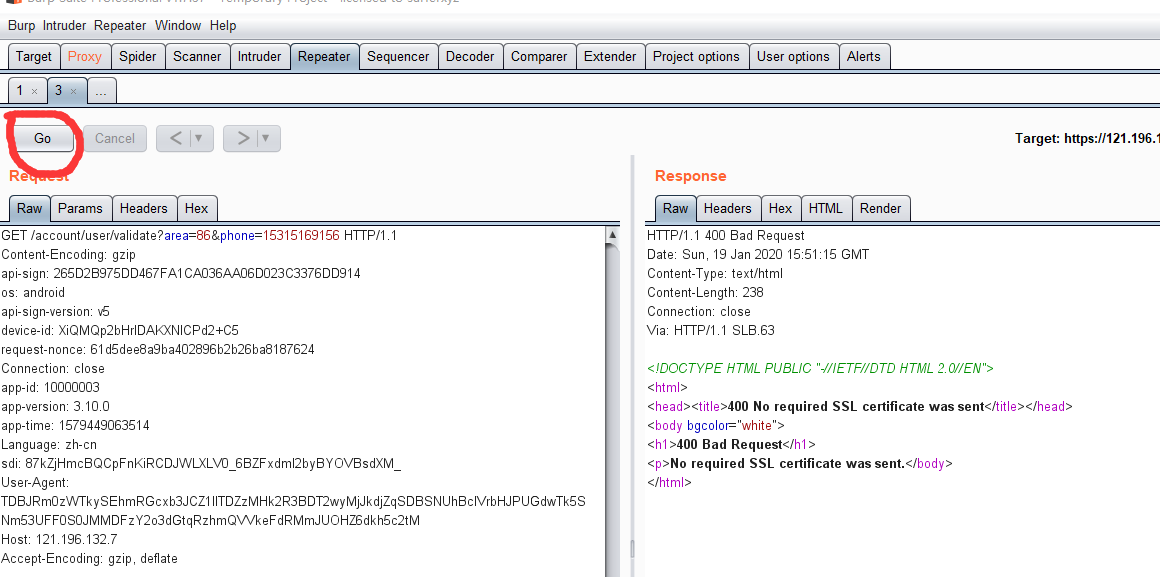 Burp Intruder Repeater Window Help
Target Proxy Spider Scanner Intruder Repeater Sequencer Decoder Comparer Extender Project options User options Alerts
1 × 3 × ...
Go Cancel < ▼ > ▼ Target: https://121.196.1
Request
Raw Params Headers Hex
GET /account/user/validate?area=86&phone=15315169156 HTTP/1.1
Content-Encoding: gzip
api-sign: 265D2B975DD467FA1CA036AA06D023C3376DD914
os: android
api-sign-version: v5
device-id: XiQMQp2bHrIDAKXNICPd2+C5
request-nonce: 61d5dee8a9ba402896b2b26ba8187624
Connection: close
app-id: 10000003
app-version: 3.10.0
app-time: 1579449063514
Language: zh-cn
sdi: 87kZjHmcBQCpFnKiRCDJWLXLV0_6BZFxdmI2byBYOVBsdXM_
User-Agent:
TDBJRm0zWTkySEhmRGcxb3JCZ1lITDZzMHk2R3BDT2wyMjJkdjZqSDBSNUhBclVrbHJPUGdwTk5S
Nm53UFF0S0JMMDFzY2o3dGtqRzhmQVVkeFdRMmJUOHZ6dkh5c2tM
Host: 121.196.132.7
Accept-Encoding: gzip, deflate
Response
Raw Headers Hex HTML Render
HTTP/1.1 400 Bad Request
Date: Sun, 19 Jan 2020 15:51:15 GMT
Content-Type: text/html
Content-Length: 238
Connection: close
Via: HTTP/1.1 SLB.63
<!DOCTYPE HTML PUBLIC "-//IETF//DTD HTML 2.0//EN">
<html>
<head><title>400 No required SSL certificate was sent</title></head>
<body bgcolor="white">
<h1>400 Bad Request</h1>
<p>No required SSL certificate was sent.</body>
</html>